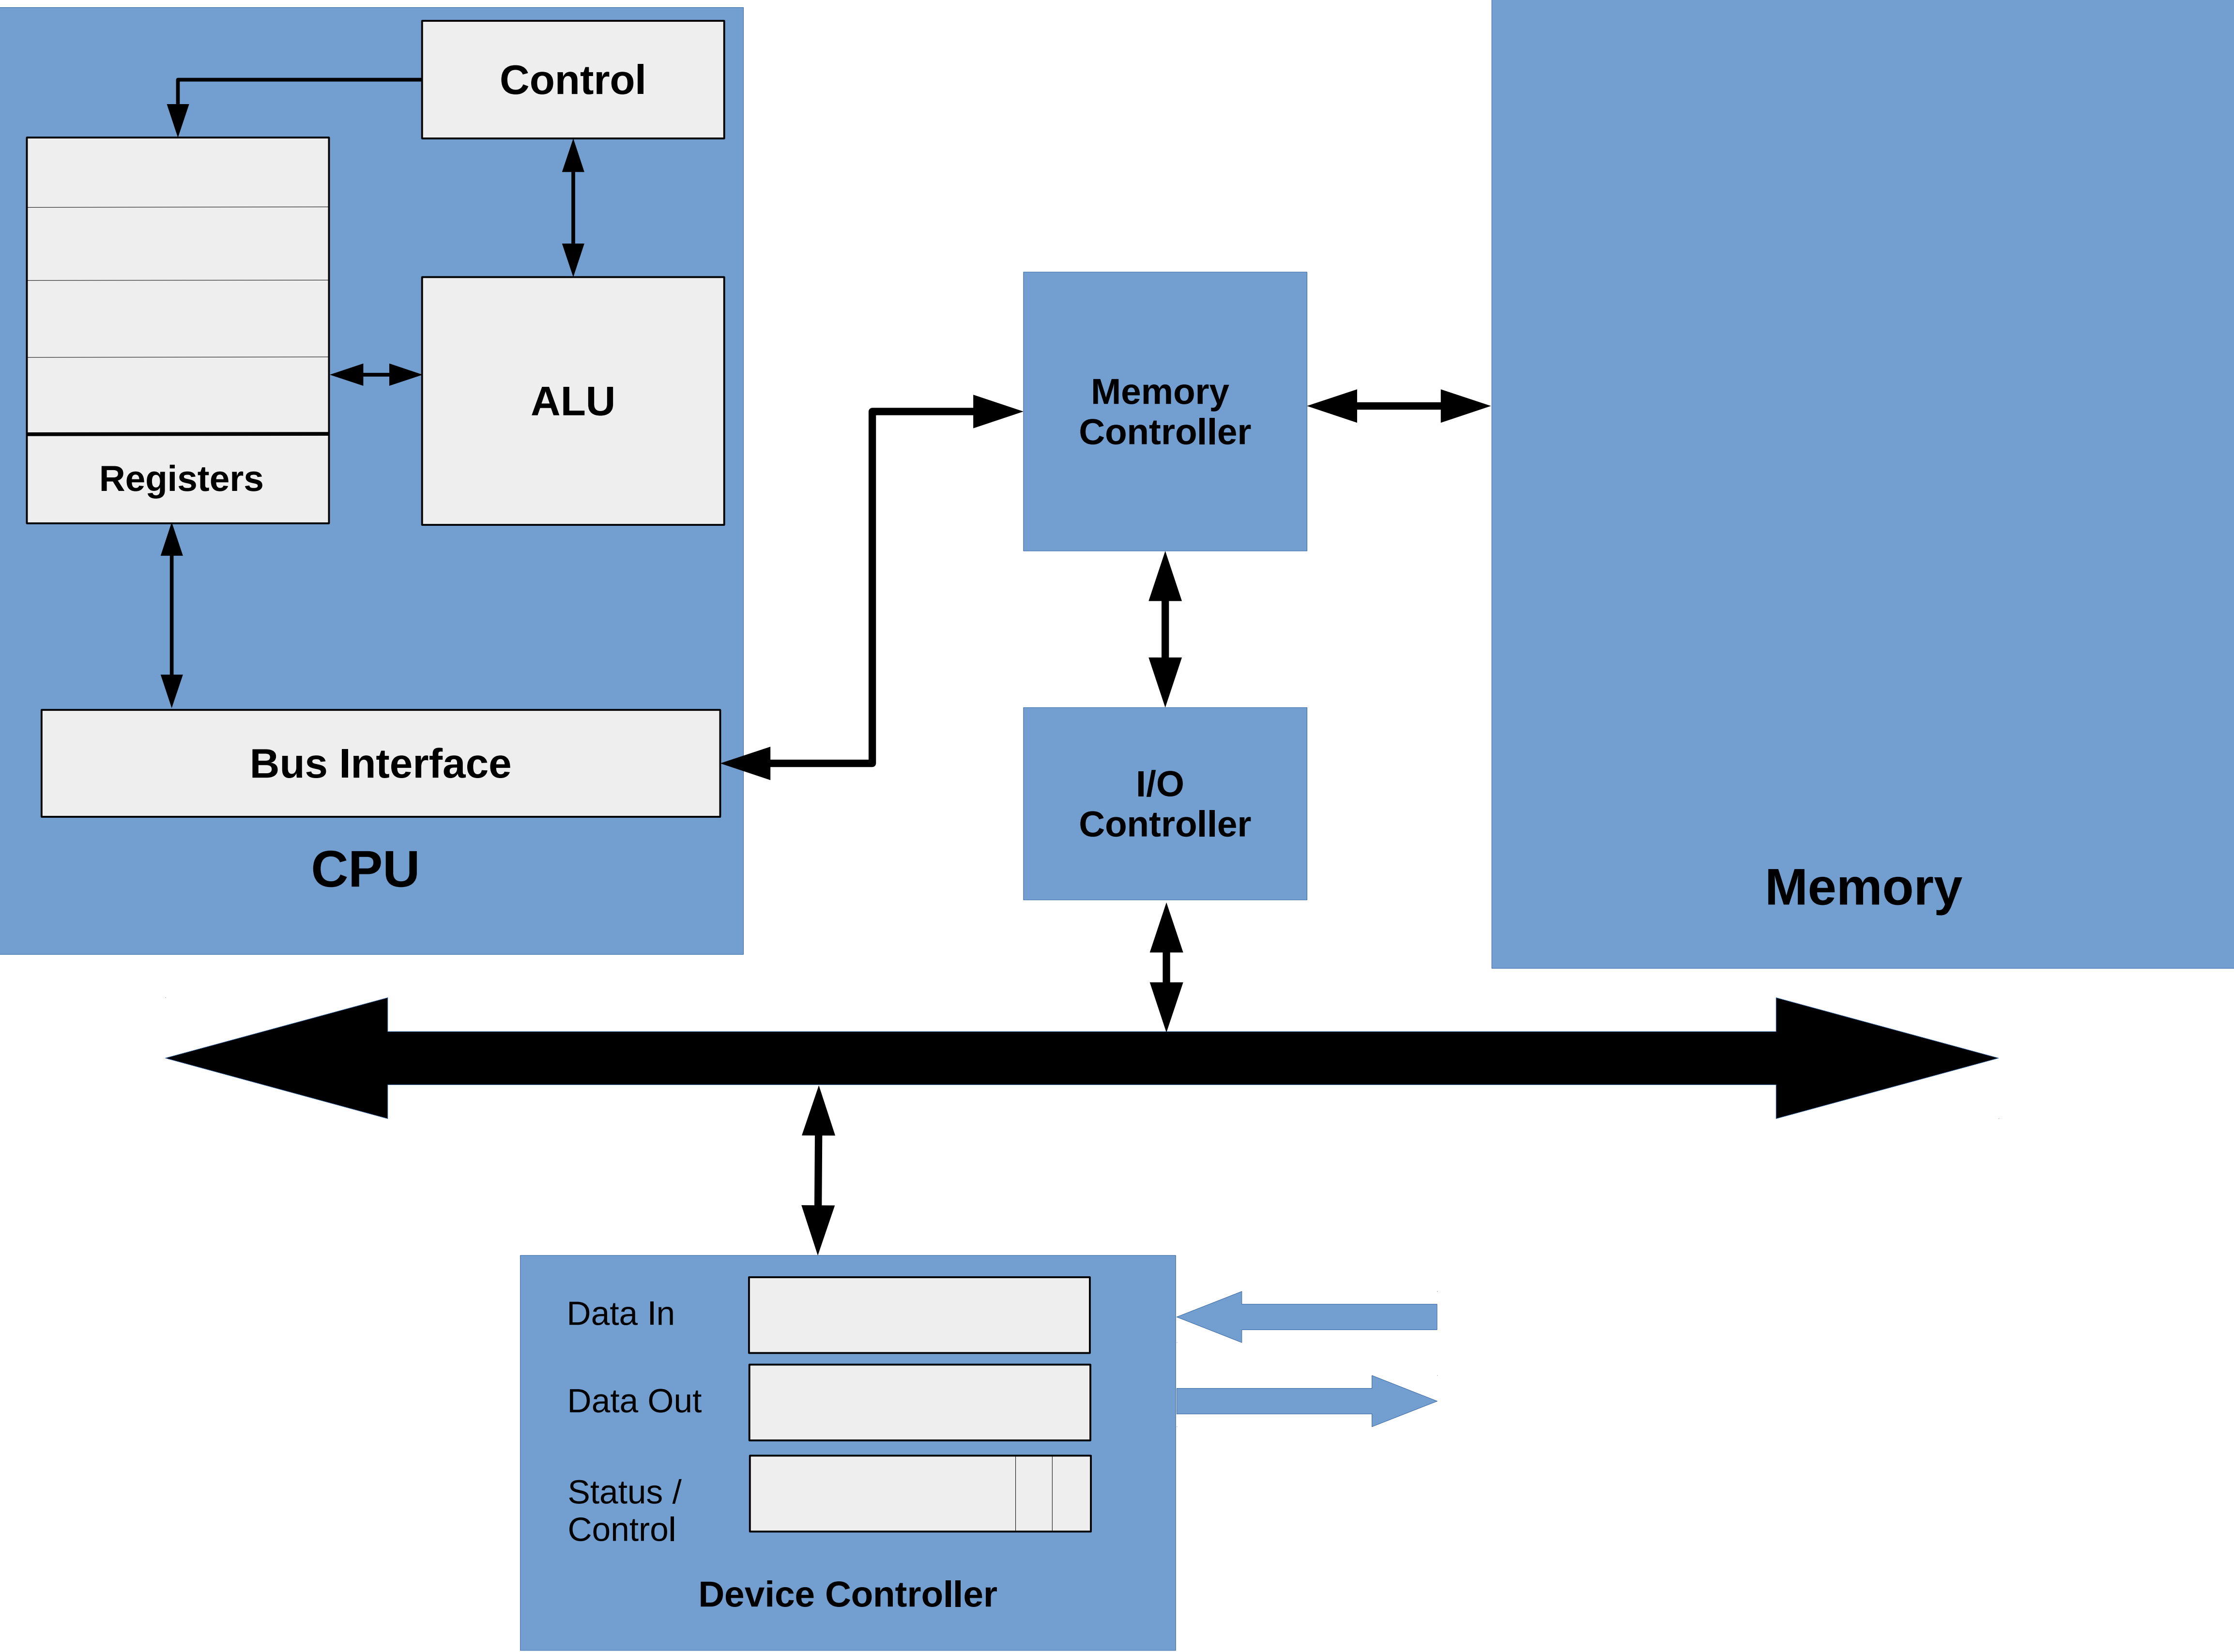 Control
ALU
Registers
Bus Interface
CPU
Memory
Controller
I/O
Controller
Memory
Data In
Data Out
Status /
Control
Device Controller